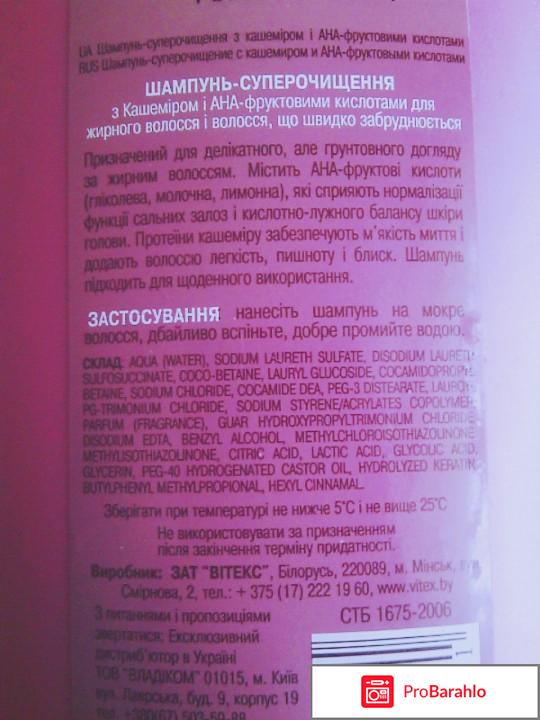 UA Шампунь-суперочищення з кашеміром і АНА-фруктовими кислотами
RUS Шампунь-суперочищение с кашемиром и АНА-фруктовыми кислотами
ШАМПУНЬ-СУПЕРОЧИЩЕННЯ
з Кашеміром і АНА-фруктовими кислотами для
жирного волосся і волосся, що швидко забруднюється
Призначений для делікатного, але ґрунтовного догляду
за жирним волоссям. Містить АНА-фруктові кислоти
(гліколева, молочна, лимонна), які сприяють нормалізації
функції сальних залоз і кислотно-лужного балансу шкіри
голови. Протеїни кашеміру забезпечують м'якість миття і
додають волоссю легкість, пишноту і блиск. Шампунь
підходить для щоденного використання.
ЗАСТОСУВАННЯ нанесіть шампунь на мокре
волосся, дбайливо вспіньте, добре промийте водою.
СКЛАД: AQUA (WATER), SODIUM LAURETH SULFATE, DISODIUM LAURETH
SULFOSUCCINATE, COCO-BETAINE, LAURYL GLUCOSIDE, COCAMIDOPROPYL
BETAINE, SODIUM CHLORIDE, COCAMIDE DEA, PEG-3 DISTEARATE, LAUROYL
PG-TRIMONIUM CHLORIDE, SODIUM STYRENE/ACRYLATES COPOLYMER,
PARFUM (FRAGRANCE), GUAR HYDROXYPROPYLTRIMONIUM CHLORIDE,
DISODIUM EDTA, BENZYL ALCOHOL, METHYLCHLOROISOTHIAZOLINONE,
METHYLISOTHIAZOLINONE, CITRIC ACID, LACTIC ACID, GLYCOLIC ACID,
GLYCERIN, PEG-40 HYDROGENATED CASTOR OIL, HYDROLYZED KERATIN,
BUTYLPHENYL METHYLPROPIONAL, HEXYL CINNAMAL.
Зберігати при температурі не нижче 5°С і не вище 25°С
Не використовувати за призначенням
після закінчення терміну придатності.
Виробник: ЗАТ "ВІТЕКС", Білорусь, 220089, м. Мінськ,
Смірнова, 2, тел.: + 375 (17) 222 19 60, www.vitex.by
З питаннями і пропозиціями
звертатися: Ексклюзивний
дистриб'ютор в Україні
ТОВ "ВЛАДІКОМ" 01015, м. Київ
вул. Лаврська, буд. 9, корпус 19
СТБ 1675-2006
ProBarahlo